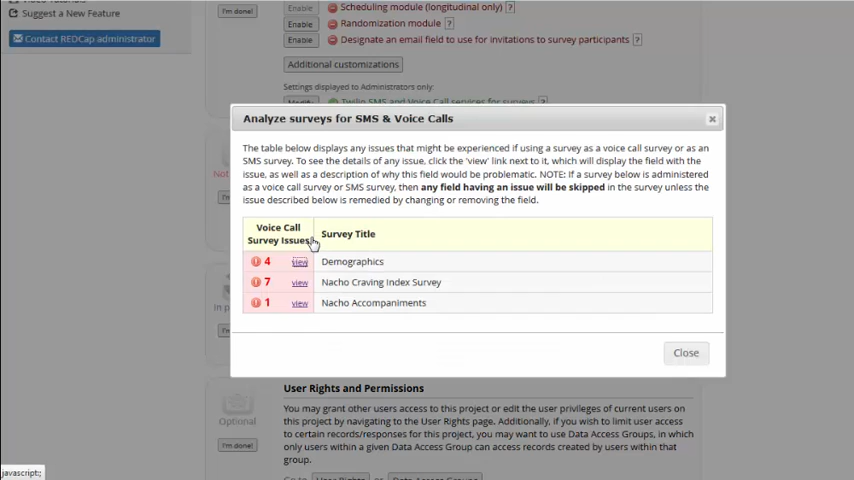 Suggest a New Feature
Contact REDCap administrator
I'm done!
Enable Scheduling module (longitudinal only) ?
Enable Randomization module ?
Enable Designate an email field to use for invitations to survey participants ?
Additional customizations
Settings displayed to Administrators only:
Modify Twilio SMS and Voice Call services for surveys ?
Analyze surveys for SMS & Voice Calls
The table below displays any issues that might be experienced if using a survey as a voice call survey or as an
SMS survey. To see the details of any issue, click the 'view' link next to it, which will display the field with the
issue, as well as a description of why this field would be problematic. NOTE: If a survey below is administered
as a voice call survey or SMS survey, then any field having an issue will be skipped in the survey unless the
issue described below is remedied by changing or removing the field.
Voice Call
Survey Issues
Survey Title
4 view Demographics
7 view Nacho Craving Index Survey
1 view Nacho Accompaniments
Close
User Rights and Permissions
Optional
I'm done!
You may grant other users access to this project or edit the user privileges of current users on
this project by navigating to the User Rights page. Additionally, if you wish to limit user access
to certain records/responses for this project, you may want to use Data Access Groups, in which
only users within a given Data Access Group can access records created by users within that
group.
Go to User Rights or Data Access Groups
javascript:;